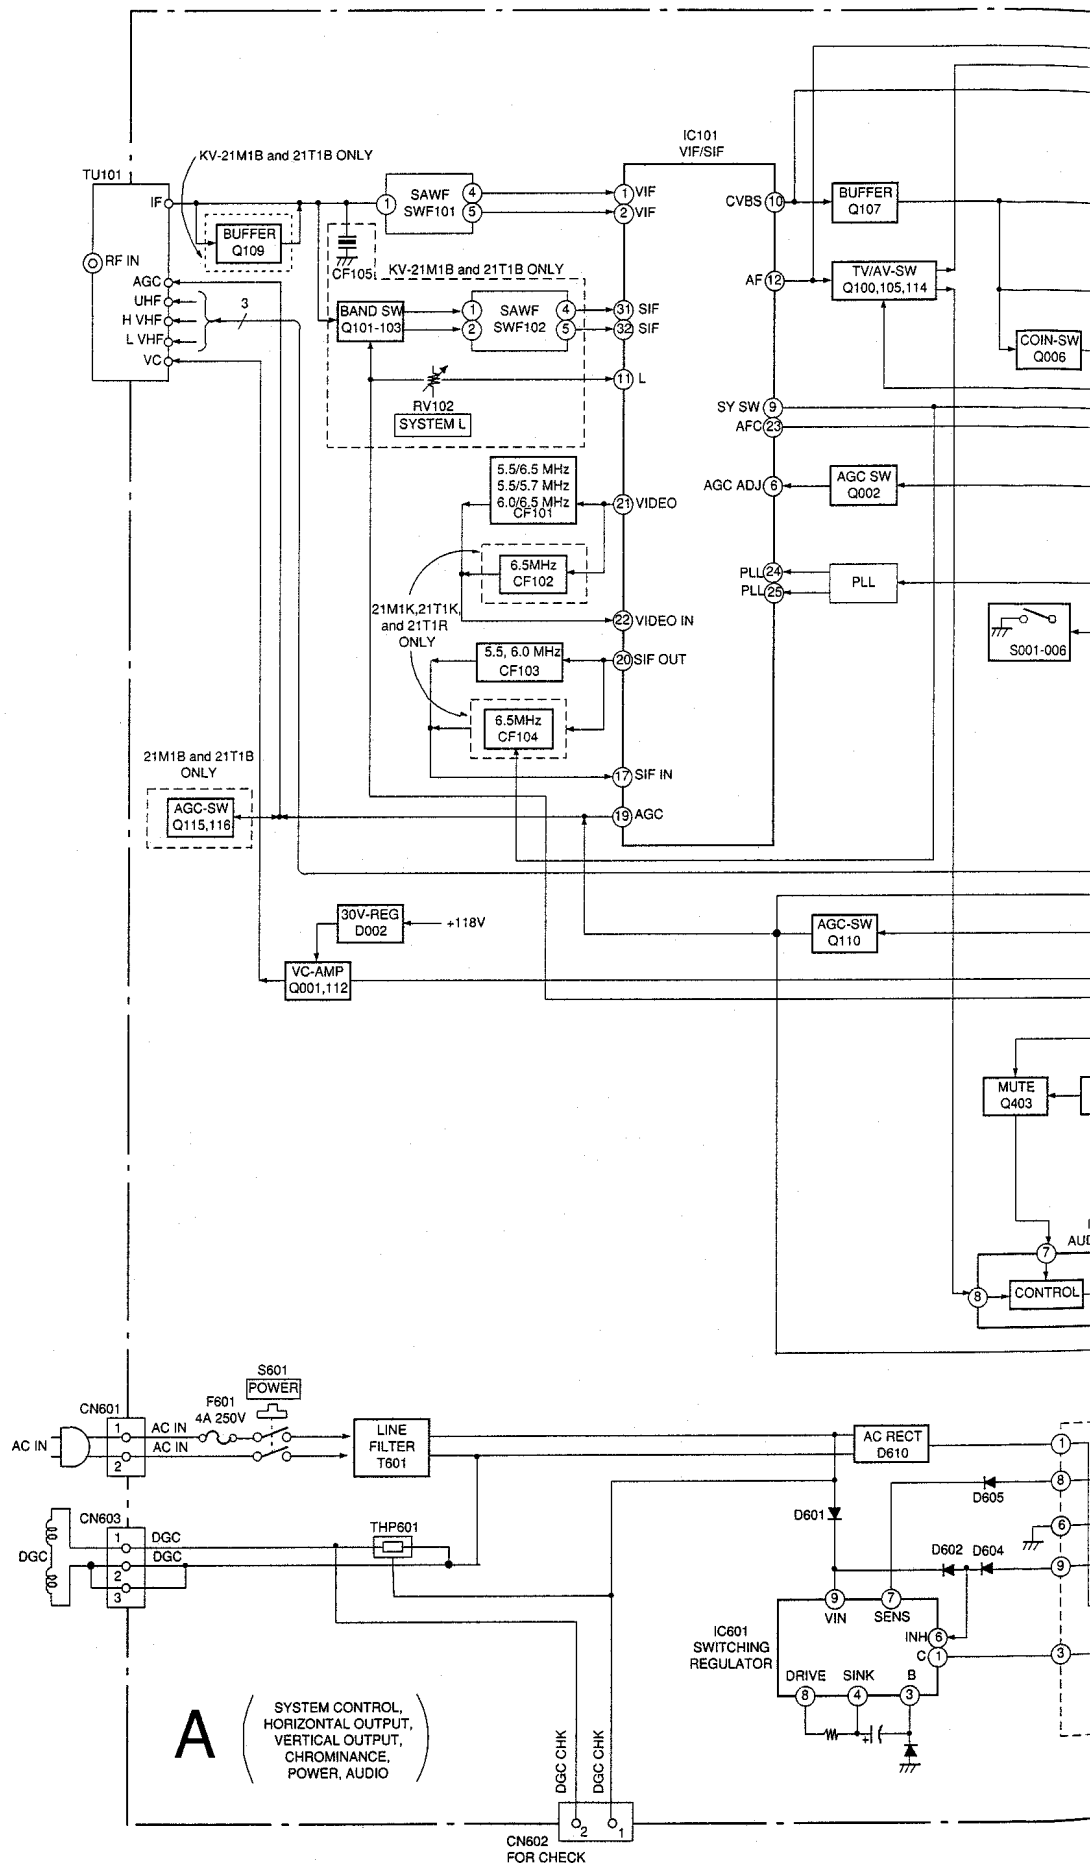 IC101
VIF/SIF
KV-21M1B and 21T1B ONLY
TU101
IF
RF IN
AGC
UHF
H VHF
L VHF
VC
3
BUFFER
Q109
1
SAWF
SWF101
4
5
CF105
KV-21M1B and 21T1B ONLY
BAND SW
Q101-103
1
2
SAWF
SWF102
4
5
RV102
SYSTEM L
1 VIF
2 VIF
31 SIF
32 SIF
11 L
CVBS 10
AF 12
SY SW 9
AFC 23
AGC ADJ 6
PLL 24
PLL 25
BUFFER
Q107
TV/AV-SW
Q100,105,114
COIN-SW
Q006
AGC SW
Q002
PLL
S001-006
5.5/6.5 MHz
5.5/5.7 MHz
6.0/6.5 MHz
CF101
21 VIDEO
6.5MHz
CF102
21M1K,21T1K,
and 21T1R
ONLY
22 VIDEO IN
5.5, 6.0 MHz
CF103
20 SIF OUT
6.5MHz
CF104
17 SIF IN
19 AGC
21M1B and 21T1B
ONLY
AGC-SW
Q115,116
30V-REG
D002
+118V
VC-AMP
Q001,112
AGC-SW
Q110
MUTE
Q403
AUD
7
8
CONTROL
S601
POWER
F601
4A 250V
CN601
AC IN
1
2
AC IN
AC IN
LINE
FILTER
T601
AC RECT
D610
1
8
6
9
3
D605
D601
D602
D604
CN603
DGC
1
2
3
DGC
DGC
THP601
9
VIN
7
SENS
IC601
SWITCHING
REGULATOR
INH 6
C 1
DRIVE
SINK
B
8
4
3
+
A
SYSTEM CONTROL,
HORIZONTAL OUTPUT,
VERTICAL OUTPUT,
CHROMINANCE,
POWER, AUDIO
DGC CHK
DGC CHK
2
1
CN602
FOR CHECK